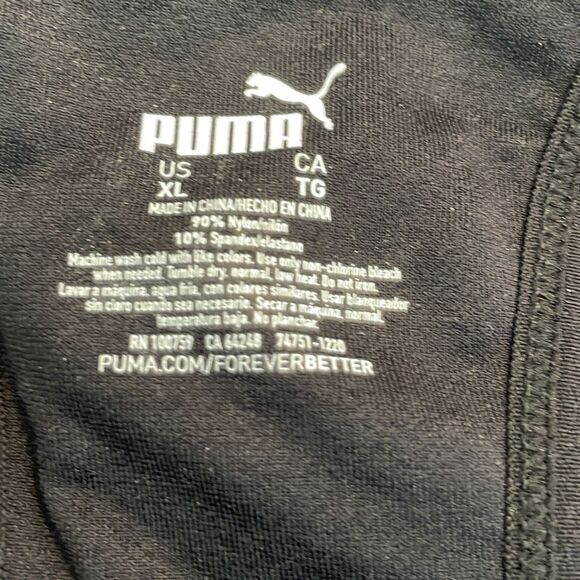 PUMA
US CA
XL TG
MADE IN CHINA/HECHO EN CHINA
90% Nylon/nilón
10% Spandex/elastano
Machine wash cold with like colors. Use only non-chlorine bleach
when needed. Tumble dry, normal, low heat. Do not iron.
Lavar a máquina, agua fria, con colores similares. Usar blanqueador
sin cloro cuando sea necesario. Secar a máquina, normal,
temperatura baja. No planchar.
RN 100759 CA 64248 74751-1220
PUMA.COM/FOREVERBETTER